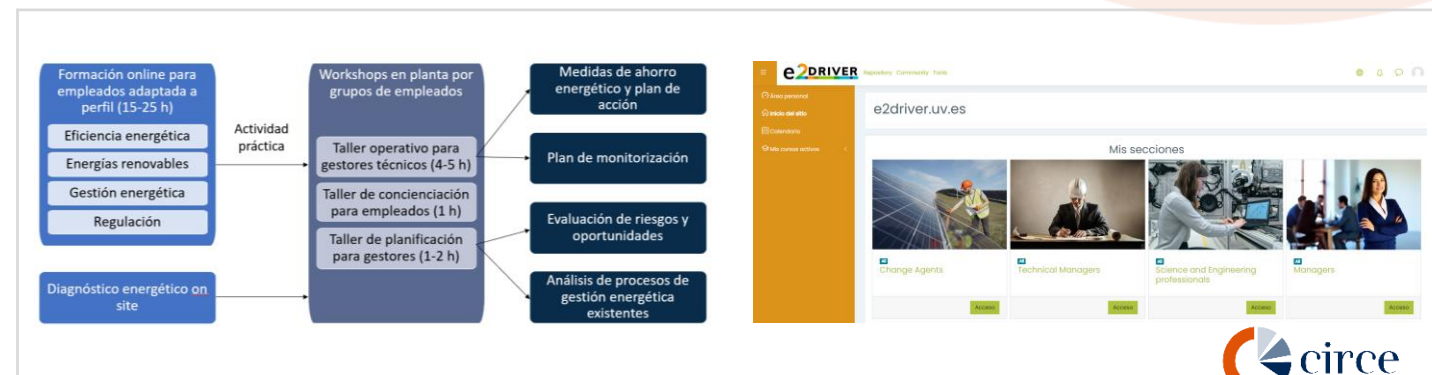 Formación online para
empleados adaptada a
perfil (15-25 h)
Eficiencia energética
Energías renovables
Gestión energética
Regulación
Diagnóstico energético on
site
Actividad
práctica
Workshops en planta por
grupos de empleados
Taller operativo para
gestores técnicos (4-5 h)
Taller de concienciación
para empleados (1 h)
Taller de planificación
para gestores (1-2 h)
Medidas de ahorro
energético y plan de
acción
Plan de monitorización
Evaluación de riesgos y
oportunidades
Análisis de procesos de
gestión energética
existentes
e2DRIVER
Repository Community Tools
Área personal
Inicio del sitio
Calendario
Mis cursos activos
e2driver.uv.es
Mis secciones
All
Change Agents
Acceso
All
Technical Managers
Acceso
All
Science and Engineering
professionals
Acceso
All
Managers
Acceso
circe